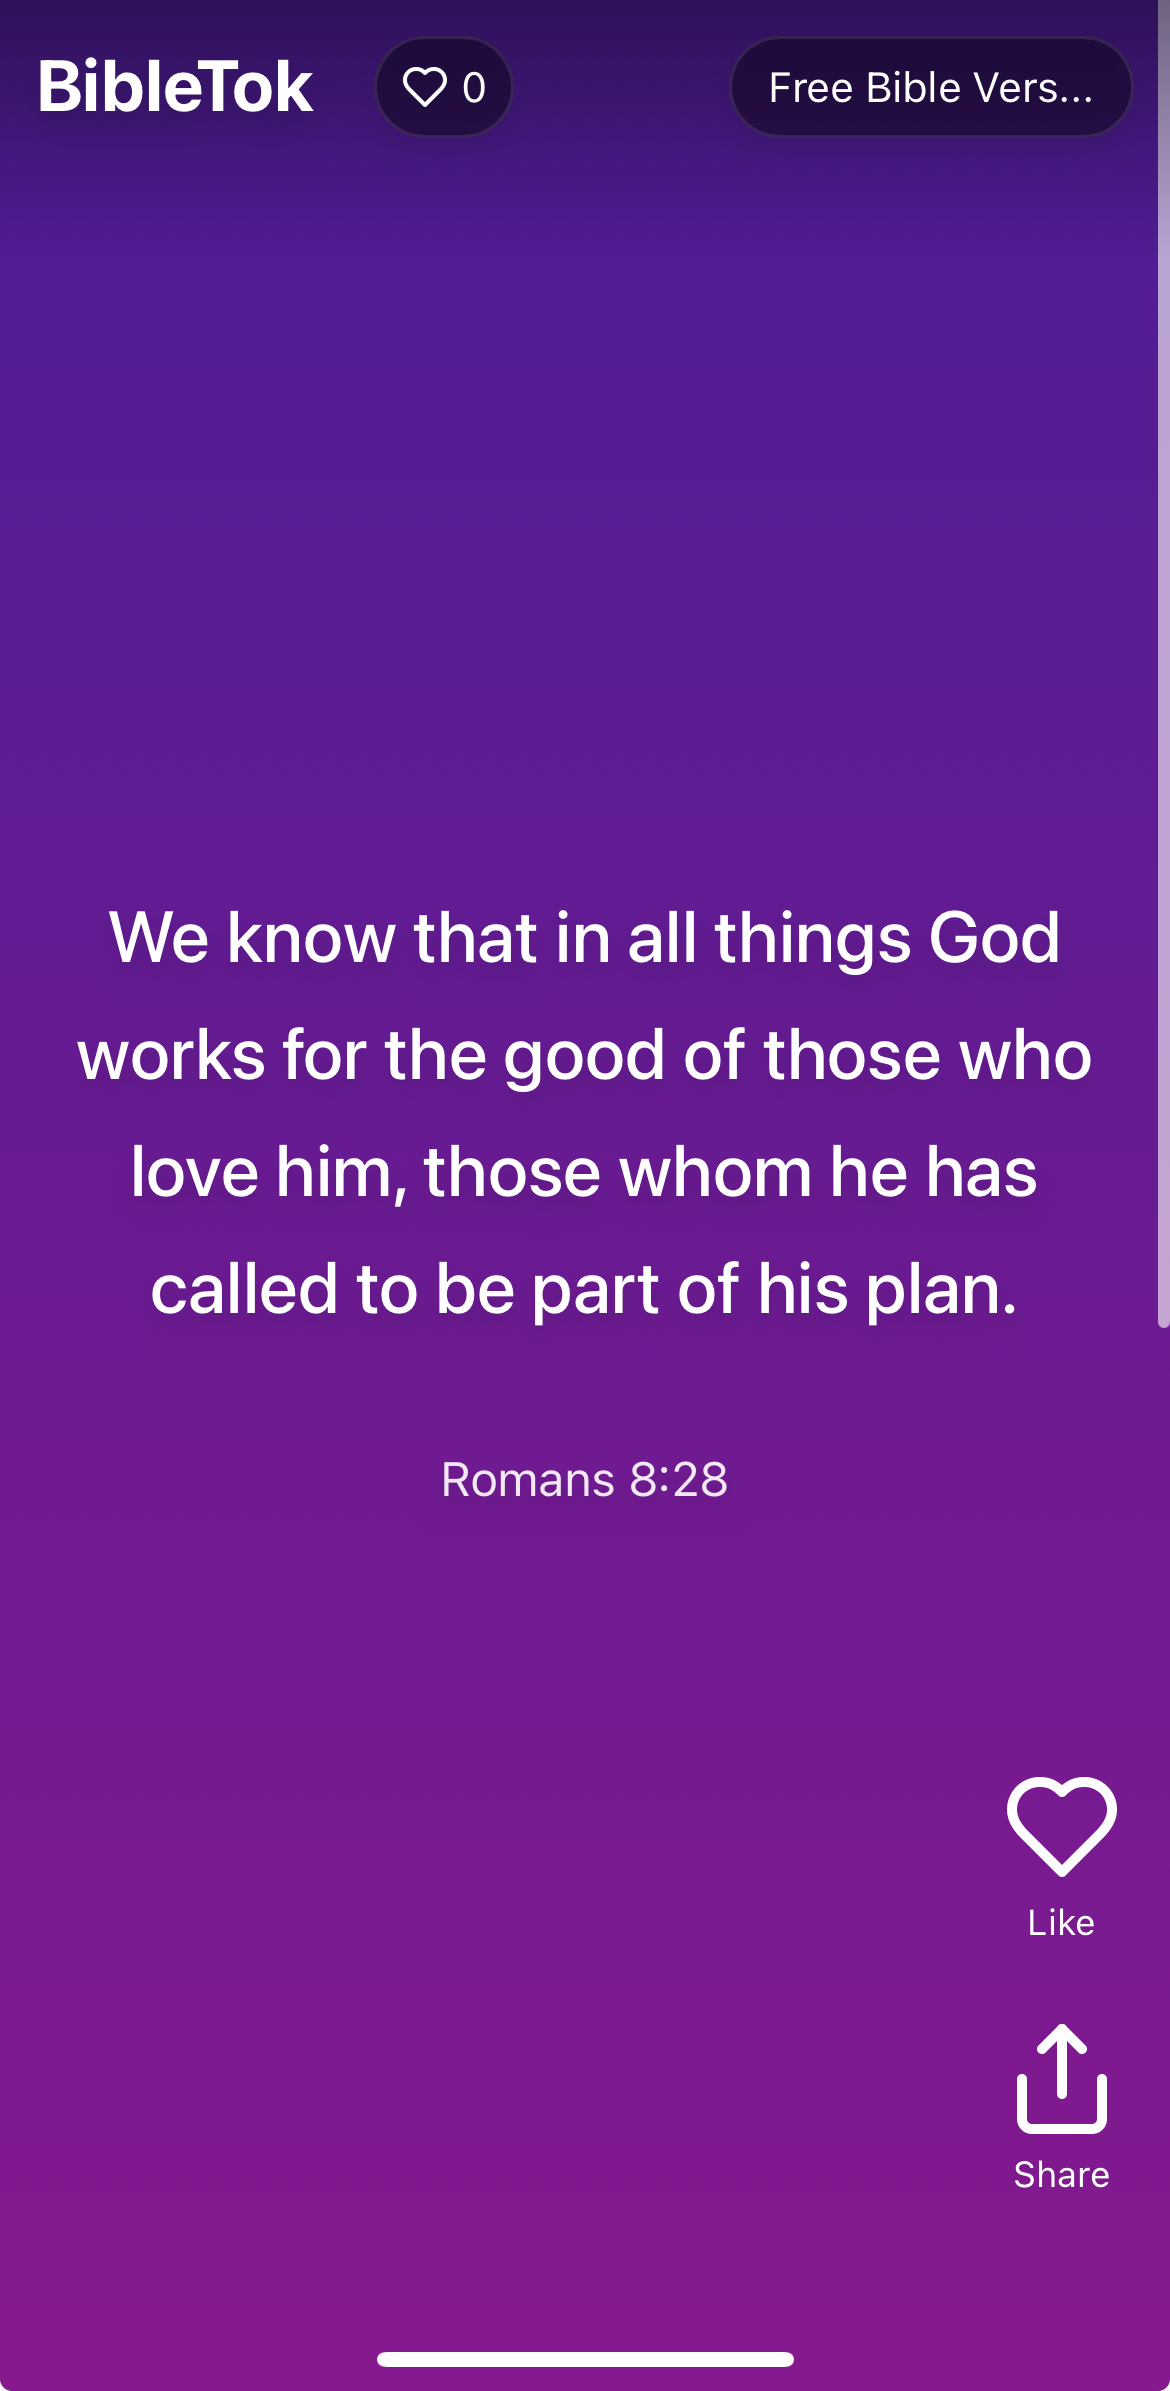 BibleTok
0
Free Bible Vers...
We know that in all things God
works for the good of those who
love him, those whom he has
called to be part of his plan.
Romans 8:28
Like
Share